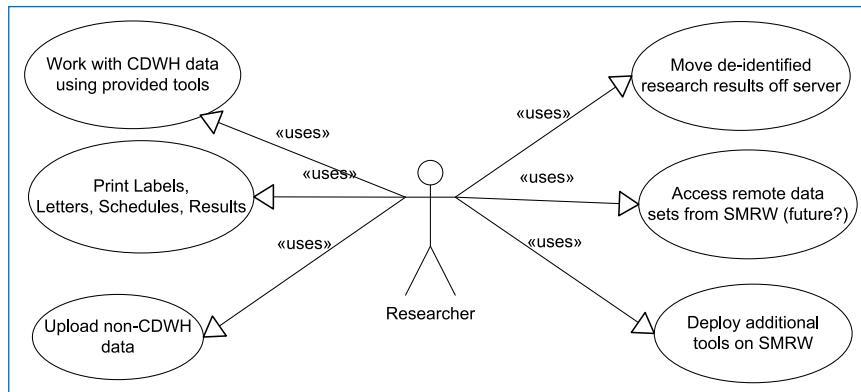 Work with CDWH data
using provided tools
Move de-identified
research results off server
«uses»
«uses»
Print Labels,
Letters, Schedules, Results
«uses»
«uses»
Access remote data
sets from SMRW (future?)
«uses»
«uses»
Researcher
Upload non-CDWH
data
Deploy additional
tools on SMRW